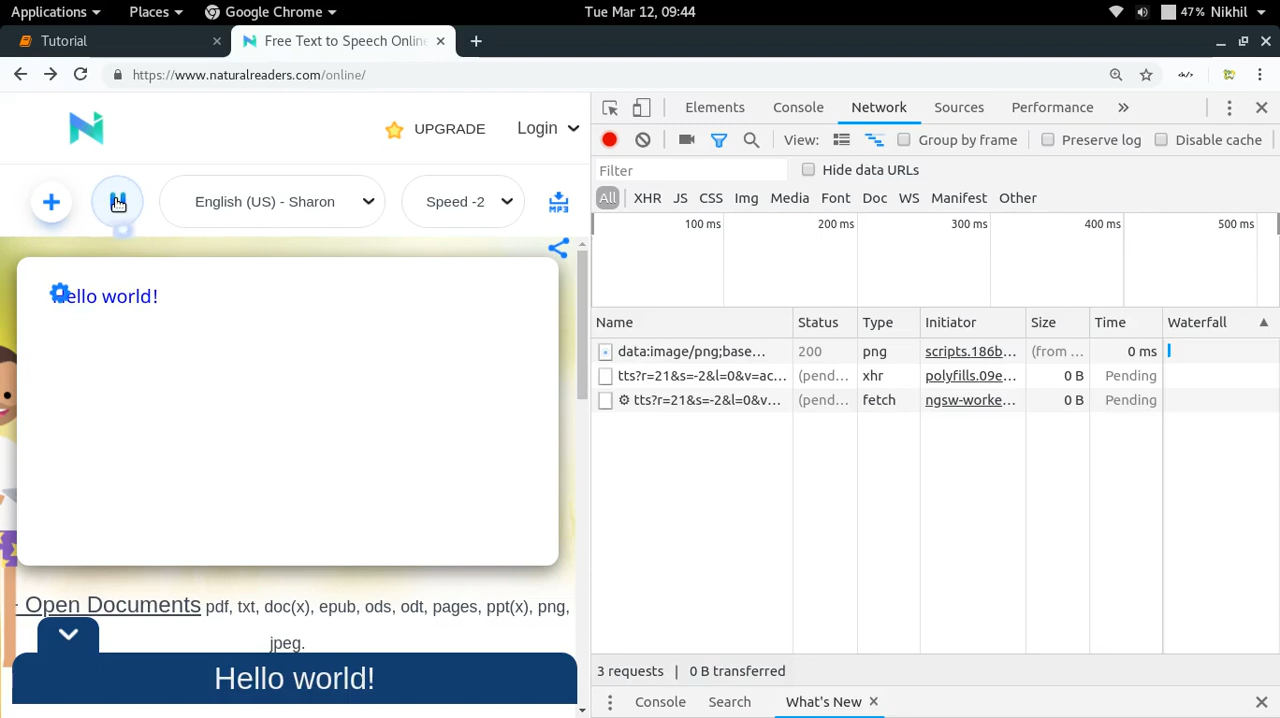 Applications Places Google Chrome Tue Mar 12, 09:44 47% Nikhil
Tutorial Free Text to Speech Online
https://www.naturalreaders.com/online/
UPGRADE Login
English (US) - Sharon Speed -2 MP3
Hello world!
Open Documents pdf, txt, doc(x), epub, ods, odt, pages, ppt(x), png,
jpeg.
Hello world!
Elements Console Network Sources Performance
View: Group by frame Preserve log Disable cache
Filter Hide data URLs
All XHR JS CSS Img Media Font Doc WS Manifest Other
100 ms 200 ms 300 ms 400 ms 500 ms
Name Status Type Initiator Size Time Waterfall
data:image/png;base... 200 png scripts.186b... (from ... 0 ms
tts?r=21&s=-2&l=0&v=ac... (pend... xhr polyfills.09e... 0 B Pending
tts?r=21&s=-2&l=0&v... (pend... fetch ngsw-worke... 0 B Pending
3 requests | 0 B transferred
Console Search What's New